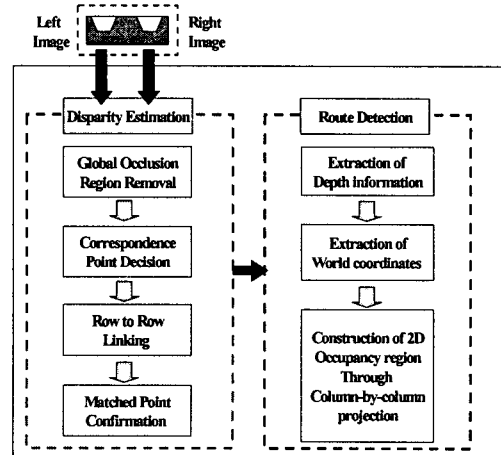 Left
Image
Right
Image
Disparity Estimation
Global Occlusion
Region Removal
Correspondence
Point Decision
Row to Row
Linking
Matched Point
Confirmation
Route Detection
Extraction of
Depth information
Extraction of
World coordinates
Construction of 2D
Occupancy region
Through
Column-by-column
projection